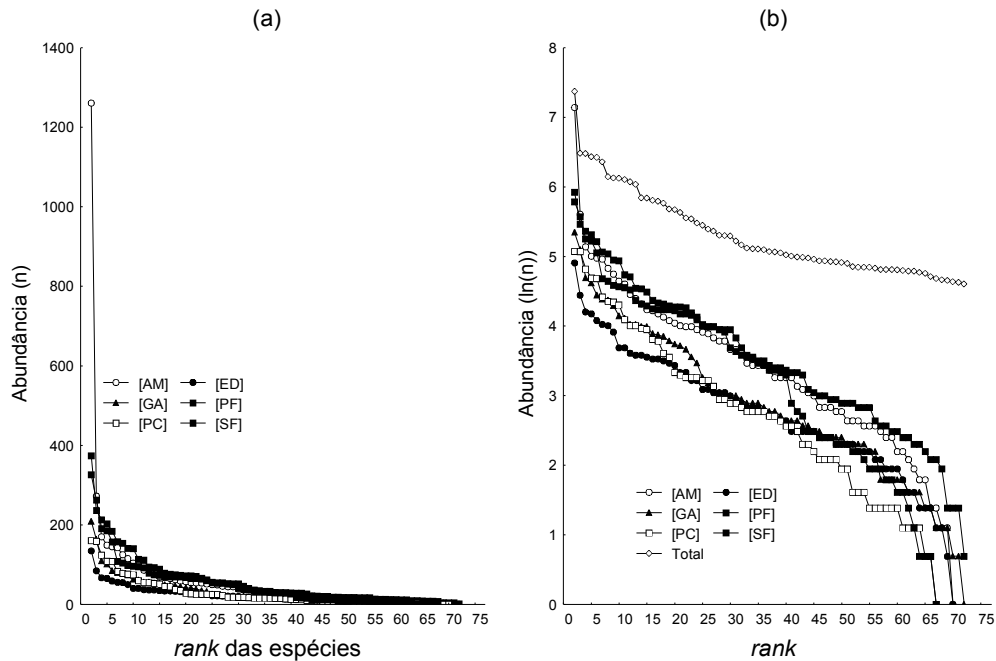 (a)
1400
1200
1000
800
600
400
200
0
Abundância (n)
[AM] [ED]
[GA] [PF]
[PC] [SF]
0 5 10 15 20 25 30 35 40 45 50 55 60 65 70 75
rank das espécies
(b)
8
7
6
5
4
3
2
1
0
Abundância (ln(n))
[AM] [ED]
[GA] [PF]
[PC] [SF]
Total
0 5 10 15 20 25 30 35 40 45 50 55 60 65 70 75
rank